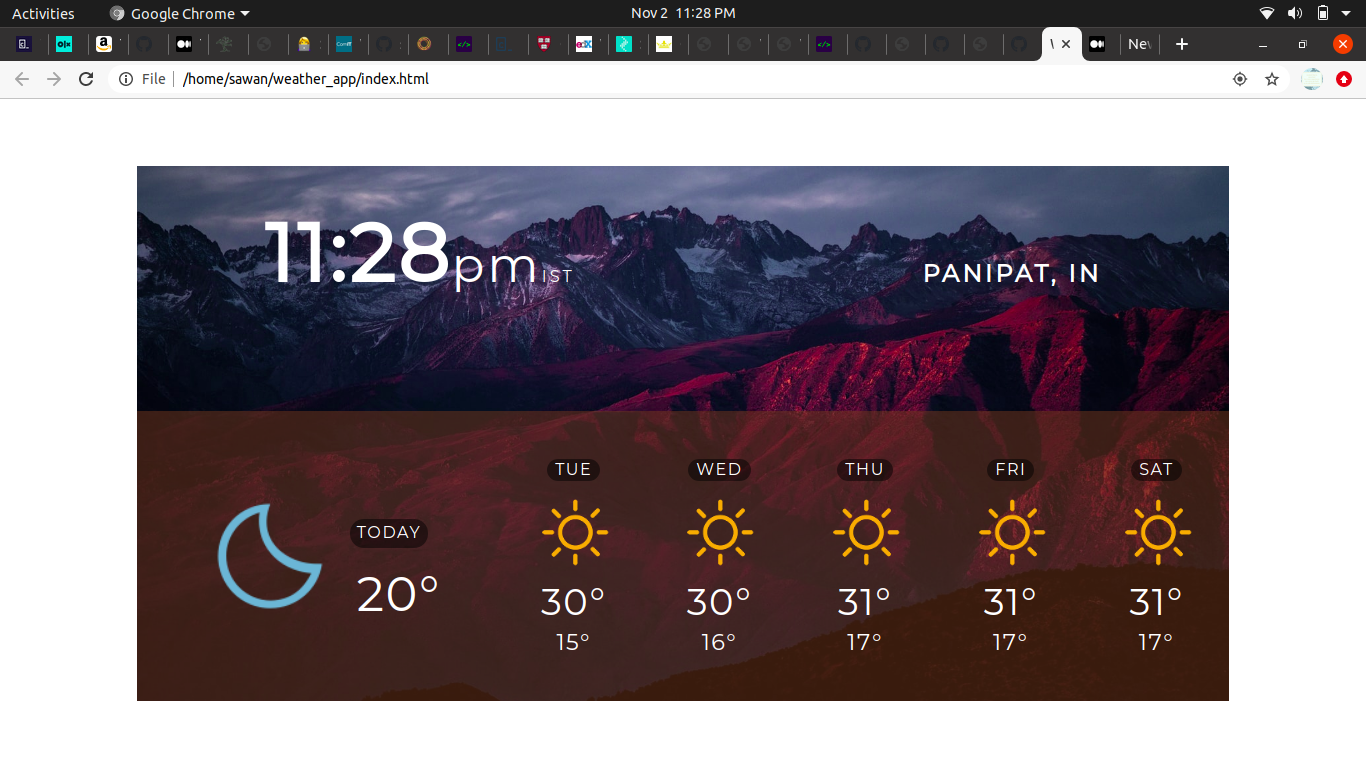 Activities Google Chrome Nov 2 11:28 PM
File /home/sawan/weather_app/index.html
11:28pm IST
PANIPAT, IN
TUE WED THU FRI SAT
TODAY
20°
30° 30° 31° 31° 31°
15° 16° 17° 17° 17°